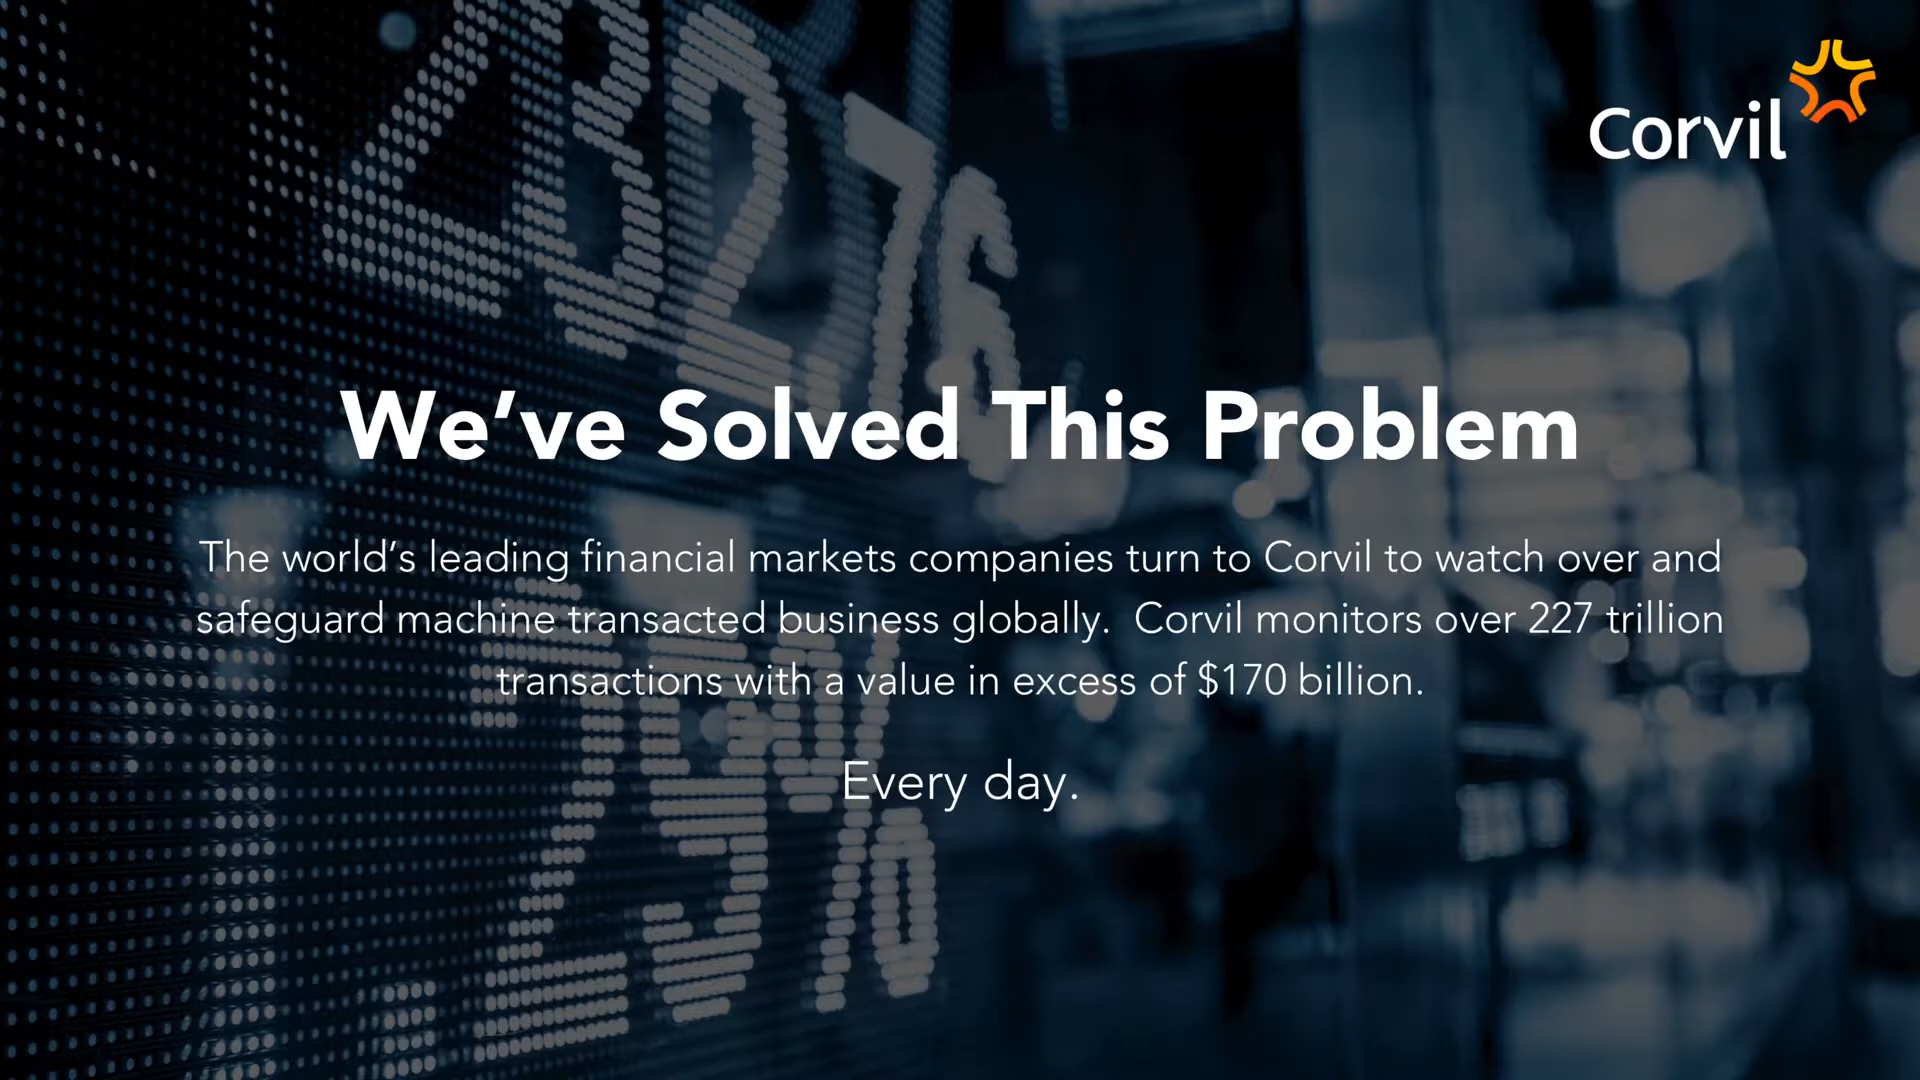 Corvil
We’ve Solved This Problem
The world’s leading financial markets companies turn to Corvil to watch over and
safeguard machine transacted business globally.  Corvil monitors over 227 trillion
transactions with a value in excess of $170 billion.
Every day.